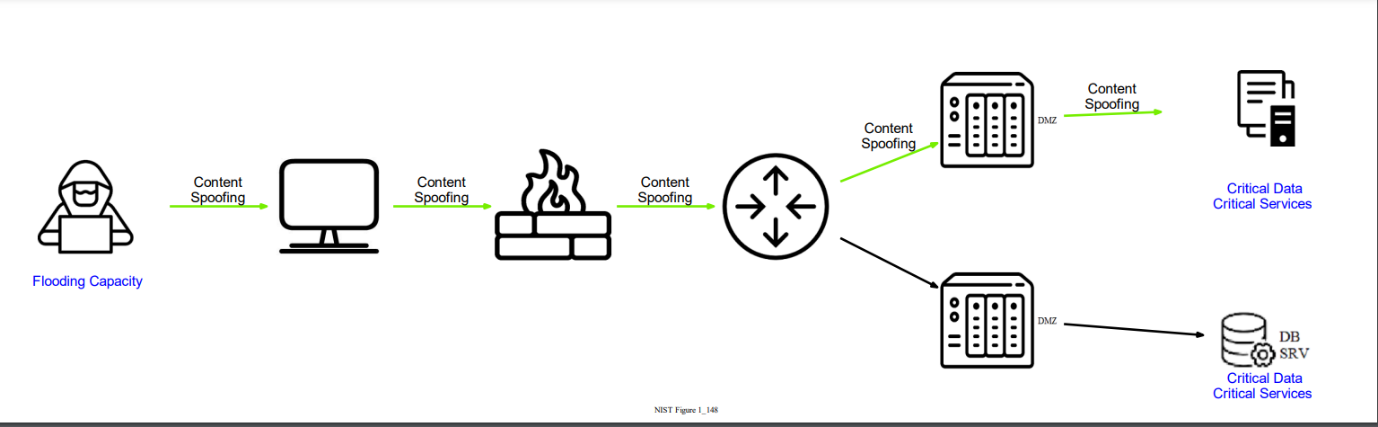 Content
Spoofing
Content
Spoofing
Content
Spoofing
Content
Spoofing
DMZ
Content
Spoofing
Critical Data
Critical Services
Flooding Capacity
DMZ
DB
SRV
Critical Data
Critical Services
NIST Figure 1_148